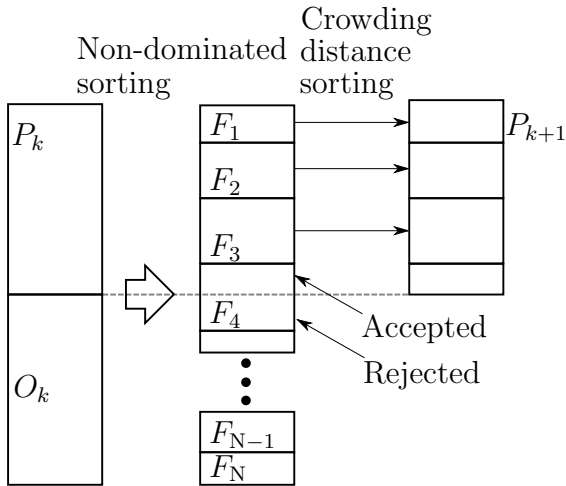 Non-dominated
sorting
Crowding
distance
sorting
P_k
F_1
P_{k+1}
F_2
F_3
F_4
Accepted
Rejected
O_k
F_{N-1}
F_N